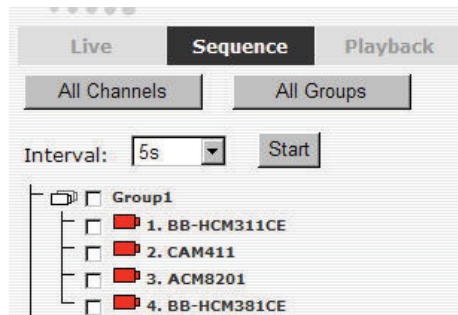 Live Sequence Playback
All Channels All Groups
Interval: 5s Start
Group1
1. BB-HCM311CE
2. CAM411
3. ACM8201
4. BB-HCM381CE